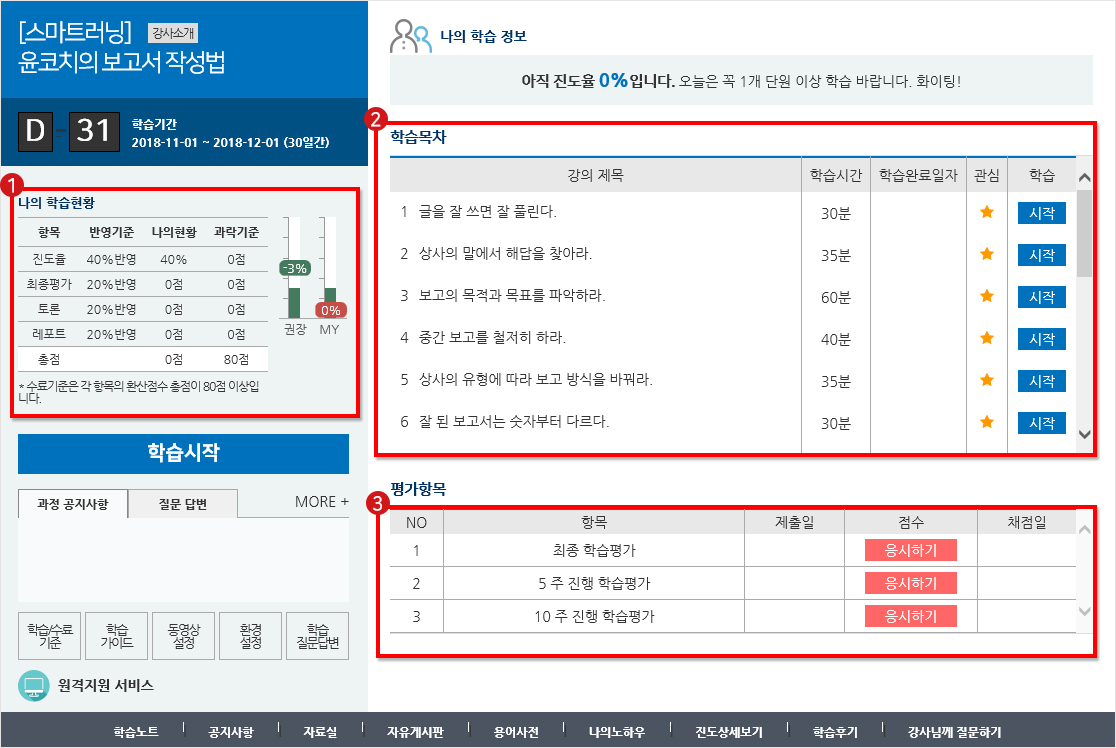 [스마트러닝] 강사소개
윤코치의 보고서 작성법
D - 31
학습기간
2018-11-01 ~ 2018-12-01 (30일간)
1
나의 학습현황
항목 반영기준 나의현황 과락기준
진도율 40%반영 40% 0점
최종평가 20%반영 0점 0점
토론 20%반영 0점 0점
레포트 20%반영 0점 0점
총점 0점 80점
-3%
0%
권장 MY
* 수료기준은 각 항목의 환산점수 총점이 80점 이상입
니다.
학습시작
과정 공지사항 질문 답변 MORE +
학습/수료
기준
학습
가이드
동영상
설정
환경
설정
학습
질문답변
원격지원 서비스
나의 학습 정보
아직 진도율 0%입니다. 오늘은 꼭 1개 단원 이상 학습 바랍니다. 화이팅!
2
학습목차
강의 제목 학습시간 학습완료일자 관심 학습
1 글을 잘 쓰면 잘 풀린다. 30분 시작
2 상사의 말에서 해답을 찾아라. 35분 시작
3 보고의 목적과 목표를 파악하라. 60분 시작
4 중간 보고를 철저히 하라. 40분 시작
5 상사의 유형에 따라 보고 방식을 바꿔라. 35분 시작
6 잘 된 보고서는 숫자부터 다르다. 30분 시작
평가항목
3
NO 항목 제출일 점수 채점일
1 최종 학습평가 응시하기
2 5 주 진행 학습평가 응시하기
3 10 주 진행 학습평가 응시하기
학습노트 공지사항 자료실 자유게시판 용어사전 나의노하우 진도상세보기 학습후기 강사님께 질문하기